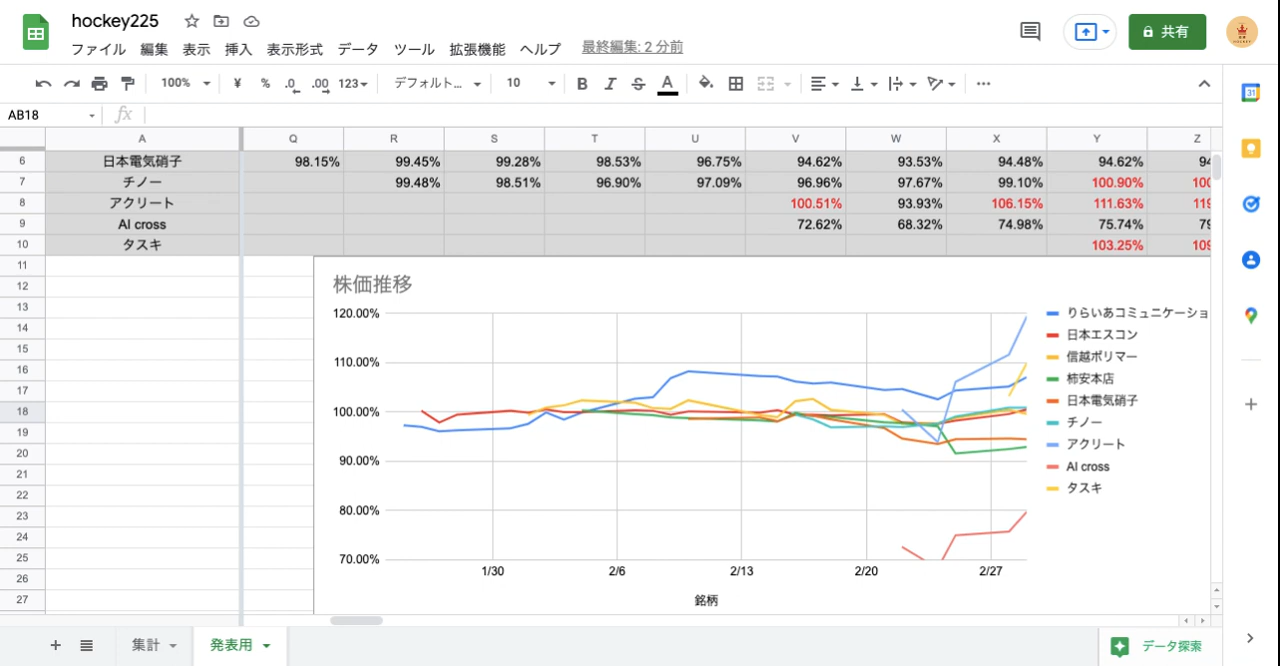 hockey225
ファイル 編集 表示 挿入 表示形式 データ ツール 拡張機能 ヘルプ 最終編集: 2 分前
共有
100% ¥ % .0 .00 123 デフォルト... 10 B I S A
31
AB18 fx
A Q R S T U V W X Y Z
6 日本電気硝子 98.15% 99.45% 99.28% 98.53% 96.75% 94.62% 93.53% 94.48% 94.62% 94
7 チノー 99.48% 98.51% 96.90% 97.09% 96.96% 97.67% 99.10% 100.90% 100
8 アクリート 100.51% 93.93% 106.15% 111.63% 119
9 AI cross 72.62% 68.32% 74.98% 75.74% 79
10 タスキ 103.25% 109
11
12
13
14
15
16
17
18
19
20
21
22
23
24
25
26
27
株価推移
120.00%
110.00%
100.00%
90.00%
80.00%
70.00%
1/30 2/6 2/13 2/20 2/27
銘柄
りらいあコミュニケーショ
日本エスコン
信越ポリマー
柿安本店
日本電気硝子
チノー
アクリート
AI cross
タスキ
集計 発表用 データ探索